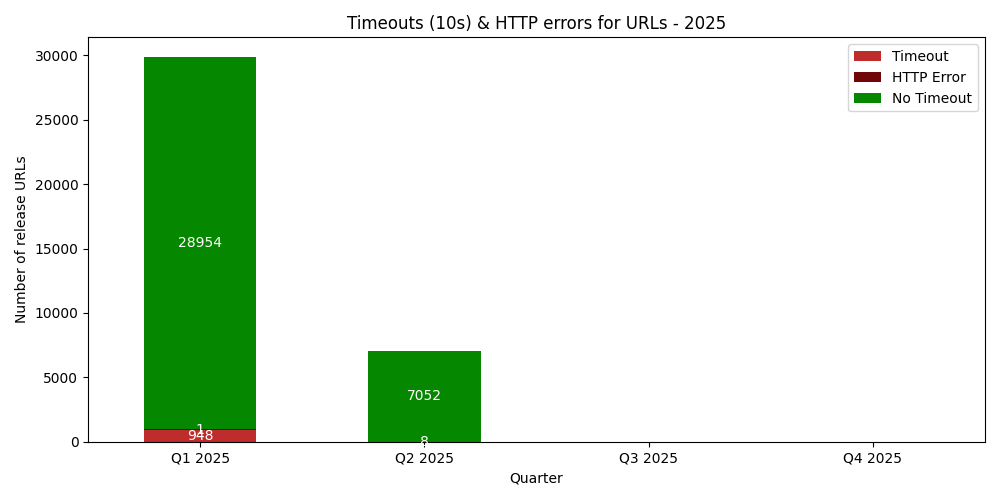 Timeouts (10s) & HTTP errors for URLs - 2025
Timeout
HTTP Error
No Timeout
Number of release URLs
30000
25000
20000
15000
10000
5000
0
28954
1
948
7052
8
Q1 2025
Q2 2025
Q3 2025
Q4 2025
Quarter